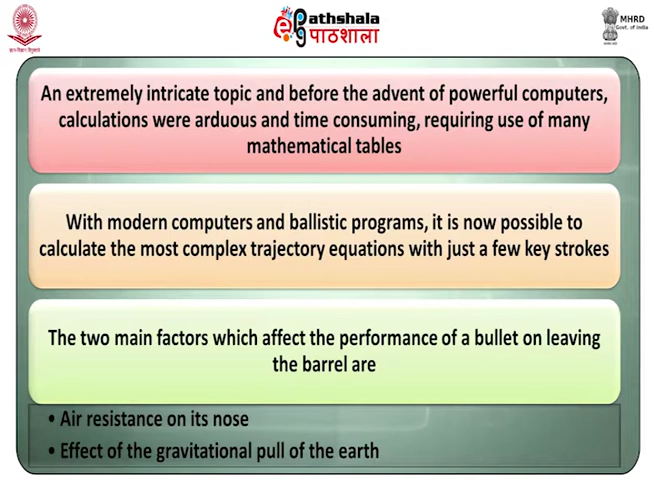 ePGpathshala
पाठशाला
ज्ञान-विज्ञान विमुक्तये
MHRD
Govt. of India
An extremely intricate topic and before the advent of powerful computers,
calculations were arduous and time consuming, requiring use of many
mathematical tables
With modern computers and ballistic programs, it is now possible to
calculate the most complex trajectory equations with just a few key strokes
The two main factors which affect the performance of a bullet on leaving
the barrel are
• Air resistance on its nose
• Effect of the gravitational pull of the earth